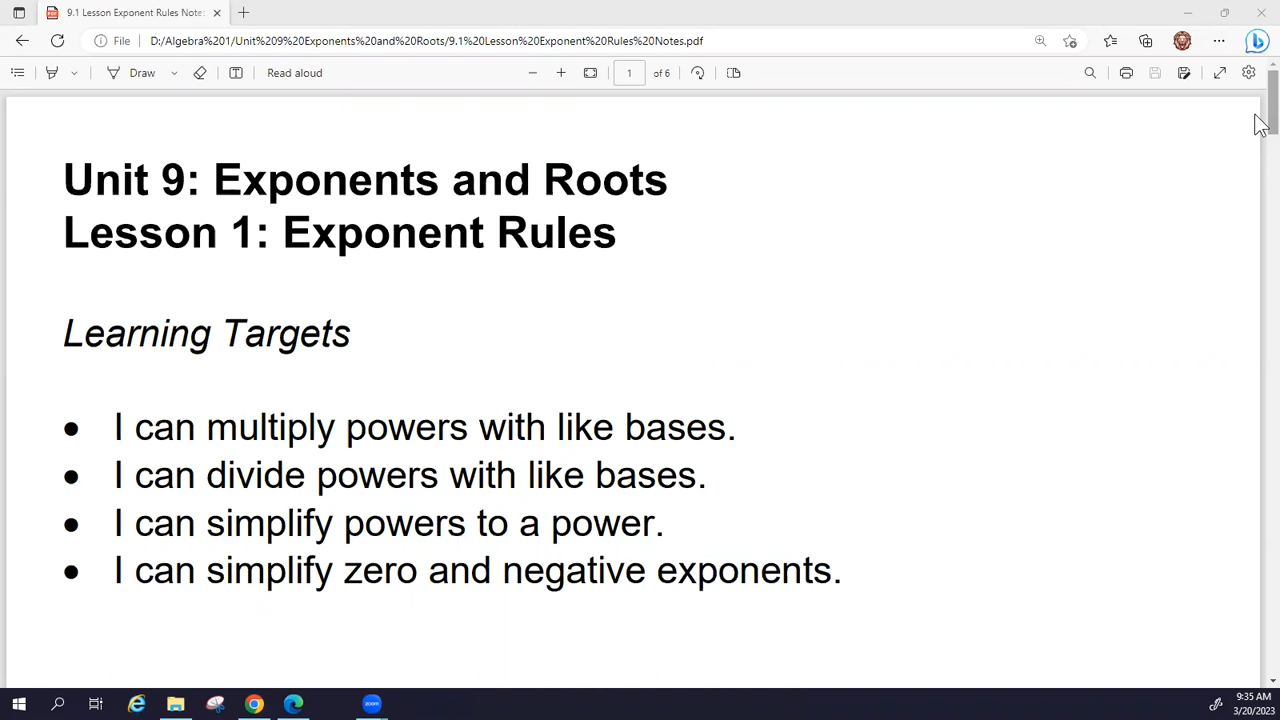 9.1 Lesson Exponent Rules Note:
File
D:/Algebra%201/Unit%209%20Exponents%20and%20Roots/9.1%20Lesson%20Exponent%20Rules%20Notes.pdf
Draw
Read aloud
1
of 6
Unit 9: Exponents and Roots
Lesson 1: Exponent Rules
Learning Targets
• I can multiply powers with like bases.
• I can divide powers with like bases.
• I can simplify powers to a power.
• I can simplify zero and negative exponents.
zoom
9:35 AM
3/20/2023